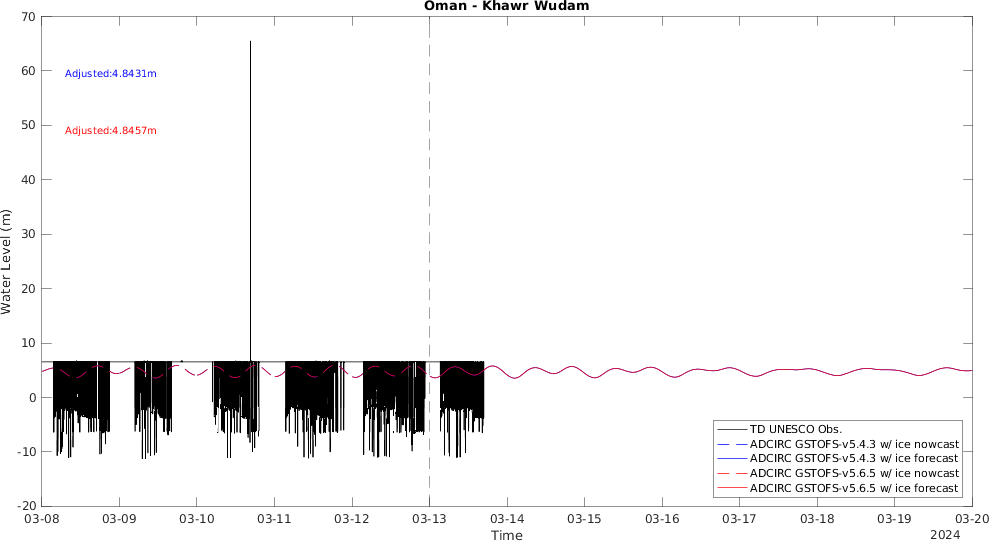 Oman - Khawr Wudam
70
60
50
40
30
20
10
0
-10
-20
Water Level (m)
Adjusted:4.8431m
Adjusted:4.8457m
TD UNESCO Obs.
ADCIRC GSTOFS-v5.4.3 w/ ice nowcast
ADCIRC GSTOFS-v5.4.3 w/ ice forecast
ADCIRC GSTOFS-v5.6.5 w/ ice nowcast
ADCIRC GSTOFS-v5.6.5 w/ ice forecast
03-08 03-09 03-10 03-11 03-12 03-13 03-14 03-15 03-16 03-17 03-18 03-19 03-20
Time
2024